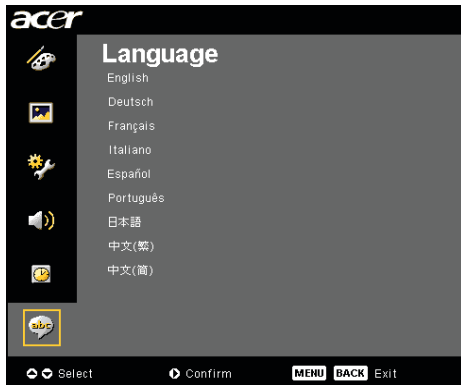 acer
Language
English
Deutsch
Français
Italiano
Español
Português
日本語
中文(繁)
中文(简)
abc
Select Confirm MENU BACK Exit